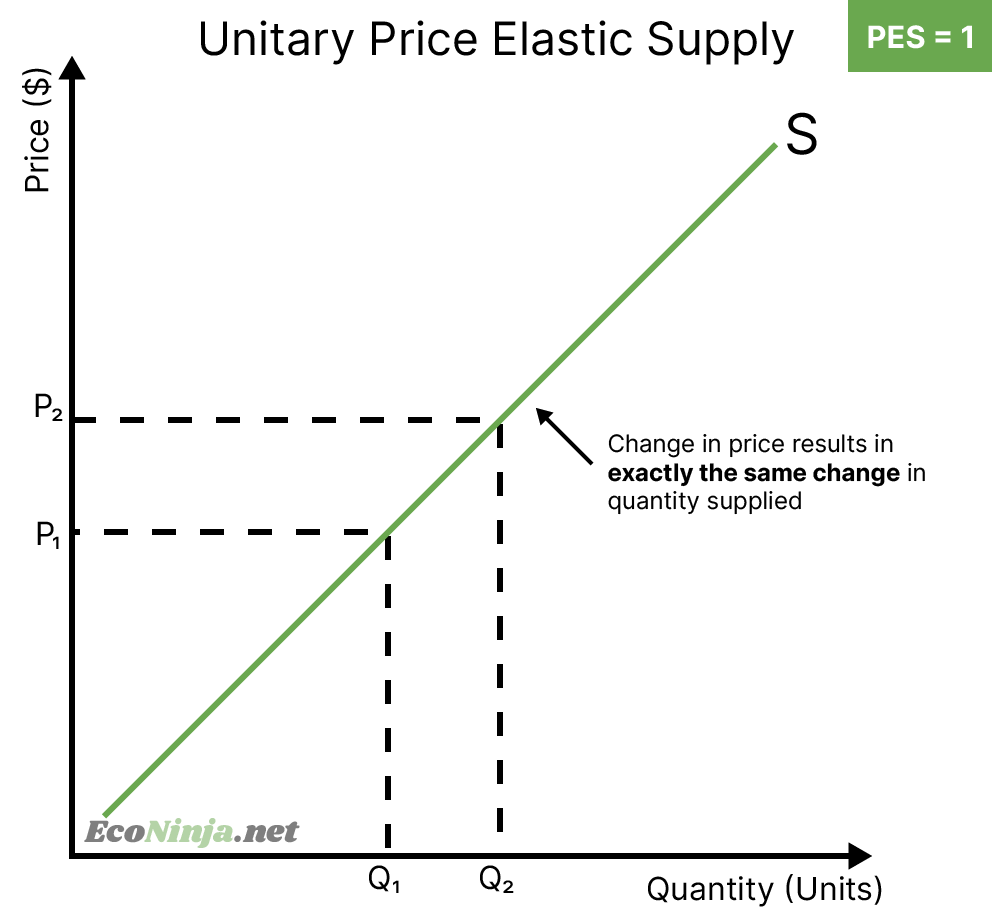 Unitary Price Elastic Supply
PES = 1
Price ($)
S
P₂
Change in price results in
exactly the same change in
quantity supplied
P₁
EcoNinja.net
Q₁
Q₂
Quantity (Units)